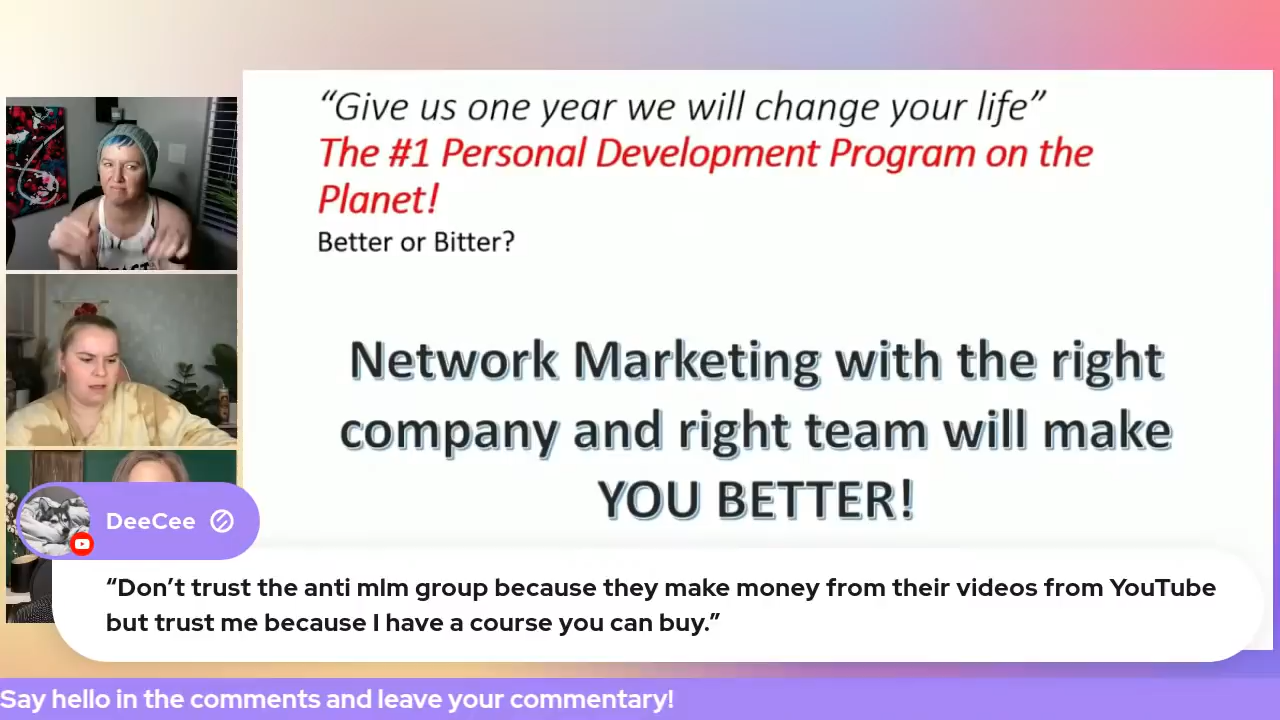 “Give us one year we will change your life”
The #1 Personal Development Program on the
Planet!
Better or Bitter?
Network Marketing with the right
company and right team will make
YOU BETTER!
DeeCee
“Don’t trust the anti mlm group because they make money from their videos from YouTube
but trust me because I have a course you can buy.”
Say hello in the comments and leave your commentary!